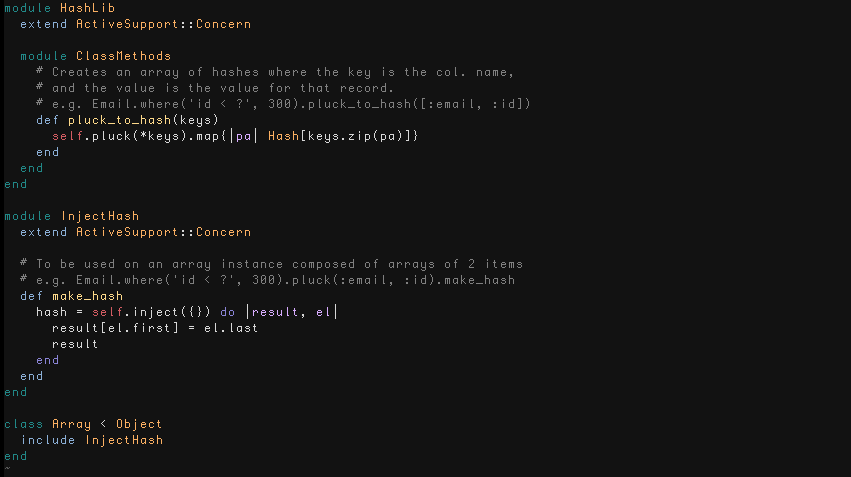 module HashLib
  extend ActiveSupport::Concern

  module ClassMethods
    # Creates an array of hashes where the key is the col. name,
    # and the value is the value for that record.
    # e.g. Email.where('id < ?', 300).pluck_to_hash([:email, :id])
    def pluck_to_hash(keys)
      self.pluck(*keys).map{|pa| Hash[keys.zip(pa)]}
    end
  end
end

module InjectHash
  extend ActiveSupport::Concern

  # To be used on an array instance composed of arrays of 2 items
  # e.g. Email.where('id < ?', 300).pluck(:email, :id).make_hash
  def make_hash
    hash = self.inject({}) do |result, el|
      result[el.first] = el.last
      result
    end
  end
end

class Array < Object
  include InjectHash
end
~